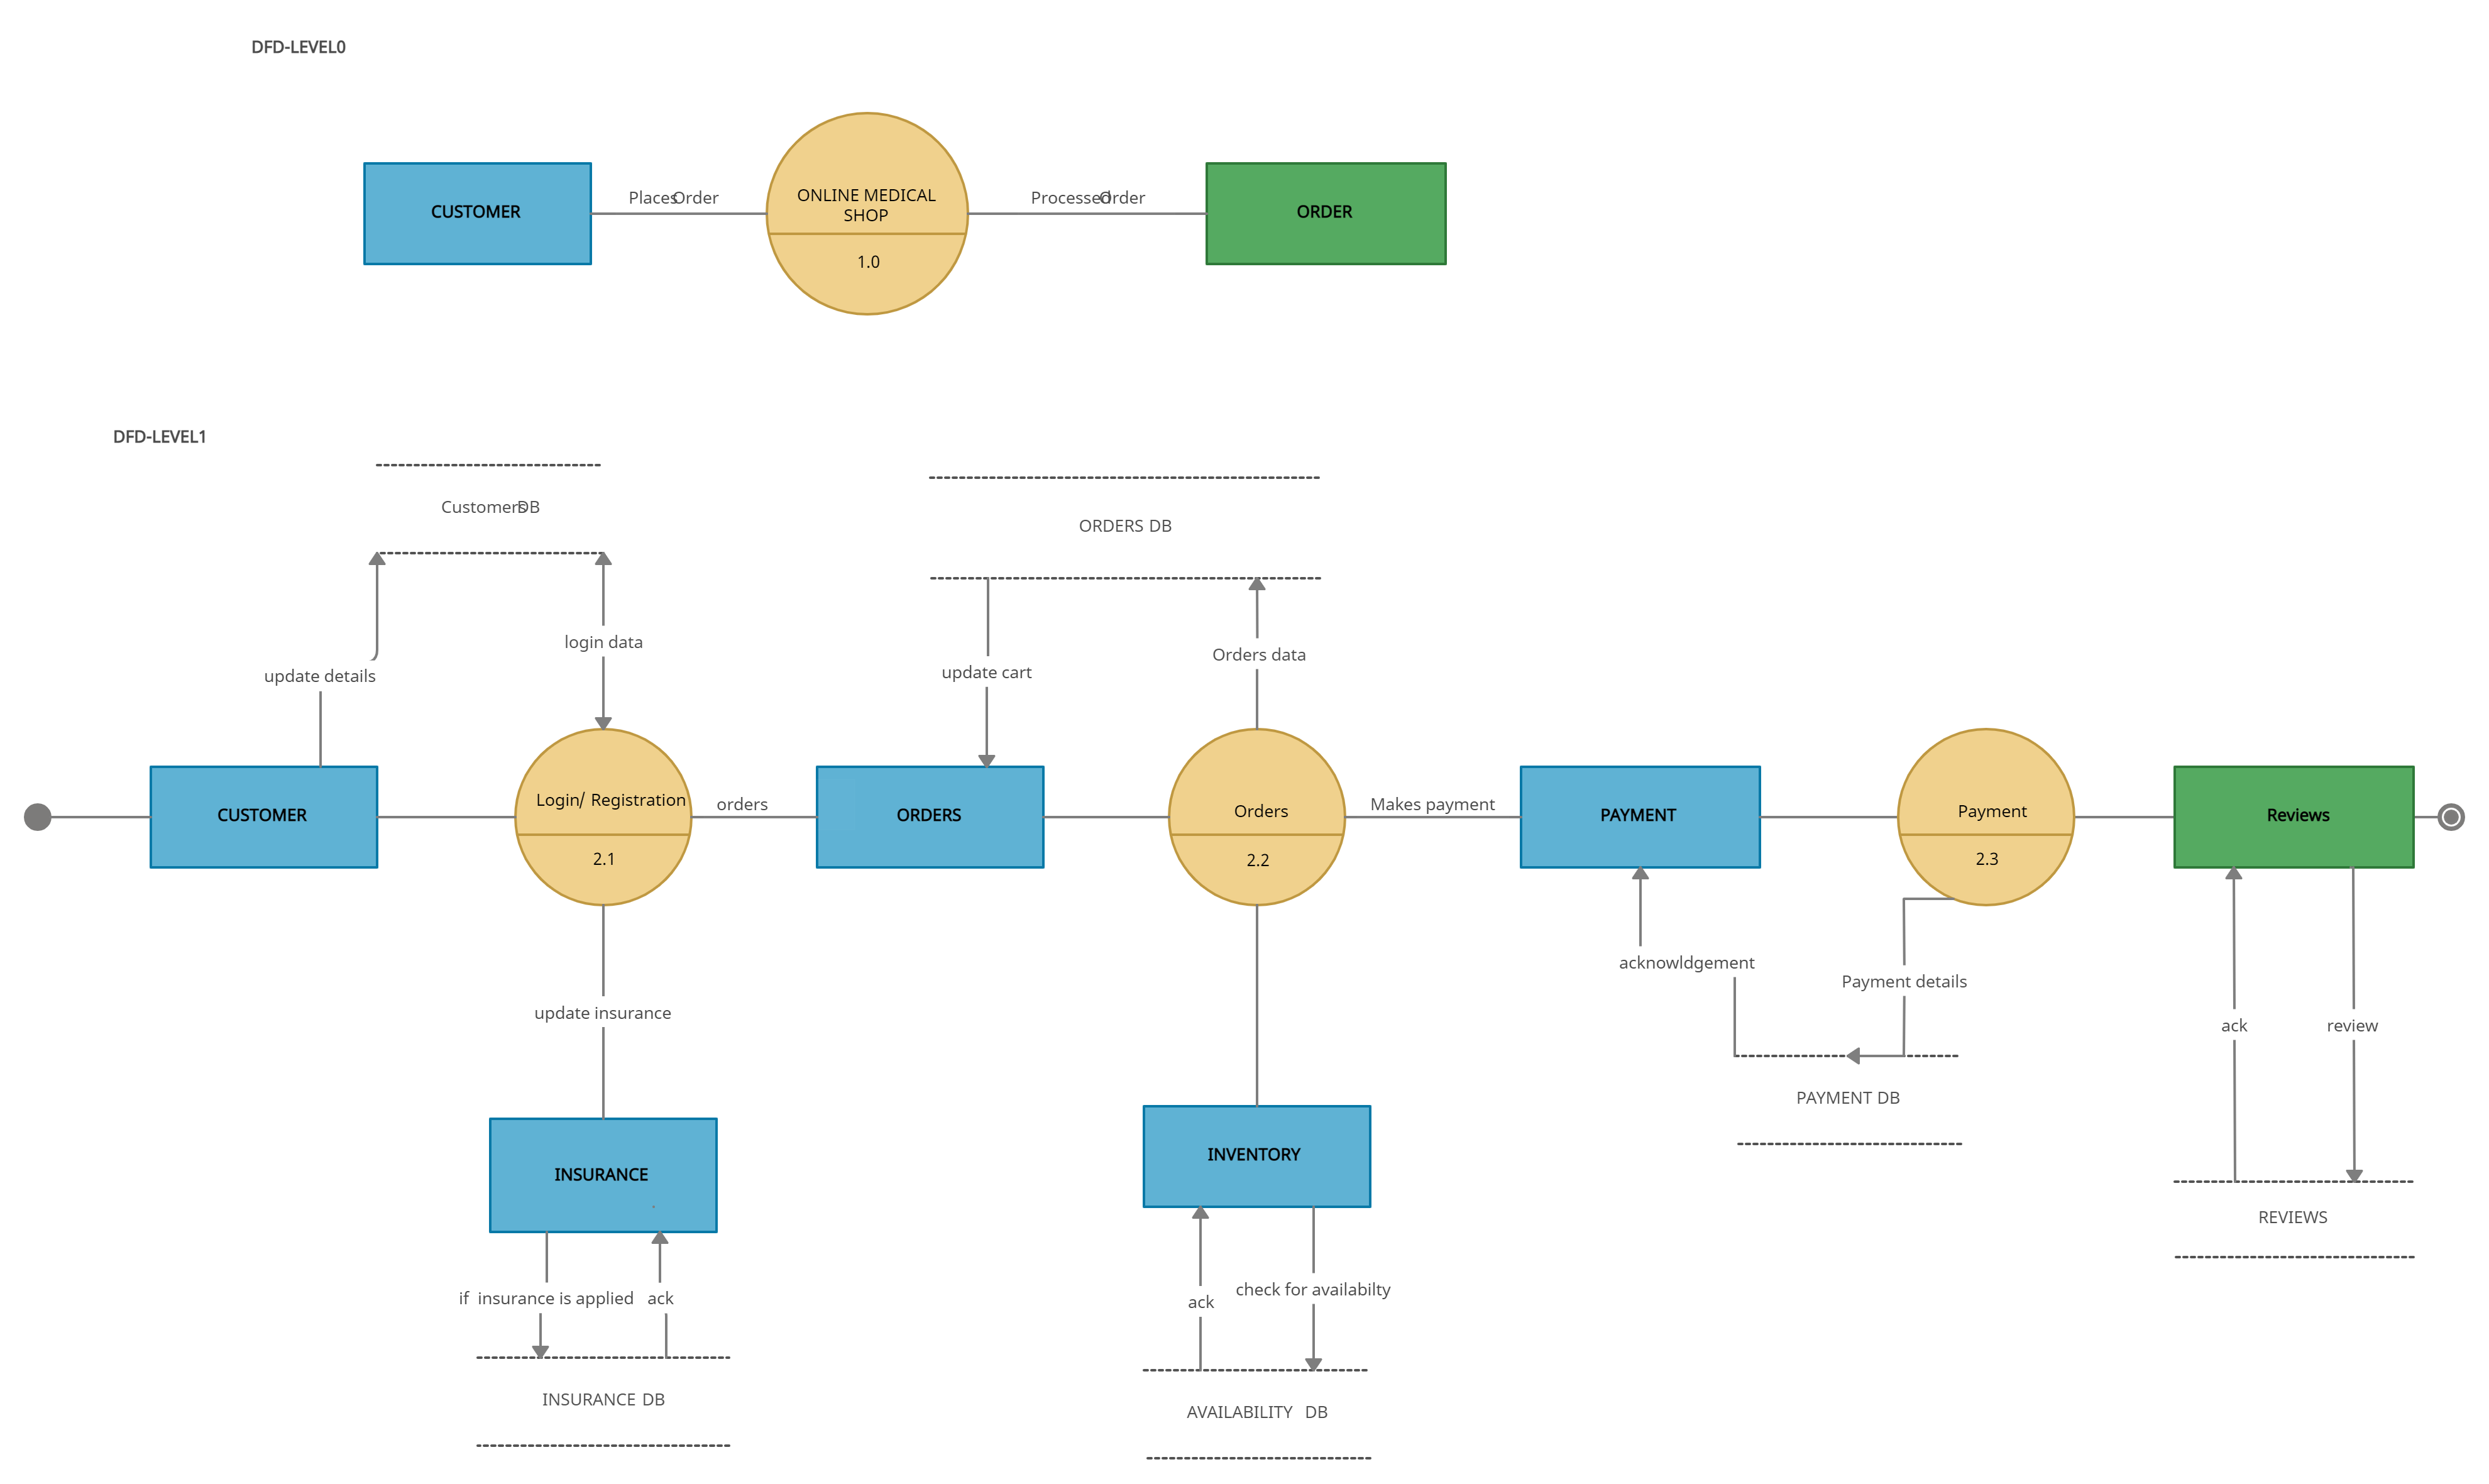 DFD-LEVEL0
CUSTOMER
Places Order
ONLINE MEDICAL
SHOP
1.0
Processed Order
ORDER
DFD-LEVEL1
Customers DB
ORDERS DB
login data
update details
update cart
Orders data
CUSTOMER
Login/ Registration
2.1
orders
ORDERS
Orders
2.2
Makes payment
PAYMENT
Payment
2.3
Reviews
acknowldgement
Payment details
update insurance
ack
review
PAYMENT DB
INSURANCE
INVENTORY
REVIEWS
if insurance is applied
ack
ack
check for availabilty
INSURANCE DB
AVAILABILITY DB